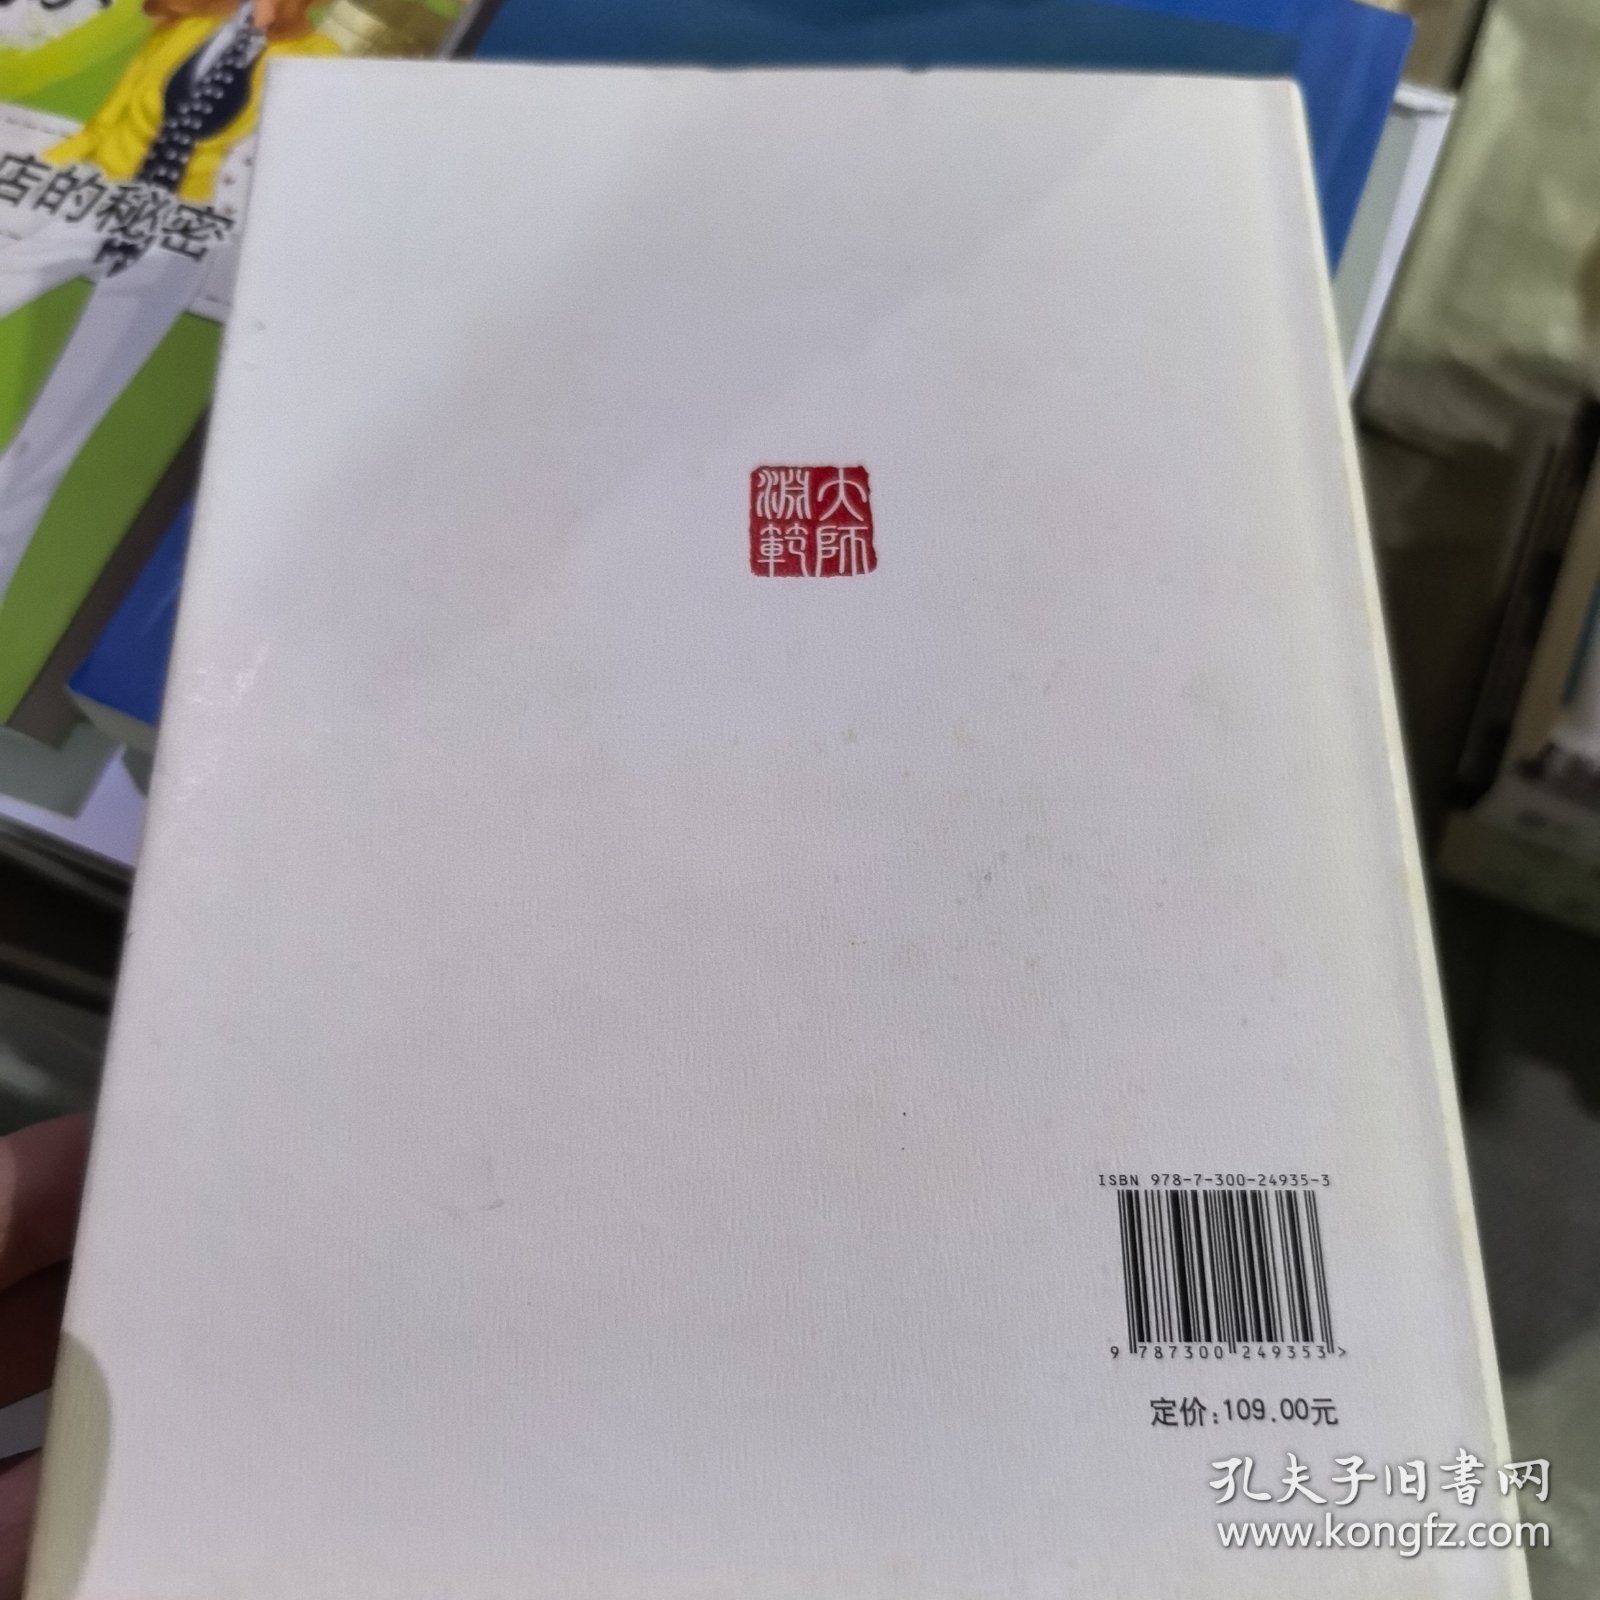 店的秘密
大師
淵範
ISBN 978-7-300-24935-3
9 787300 249353 >
定价:109.00元
孔夫子旧书网
www.kongfz.com